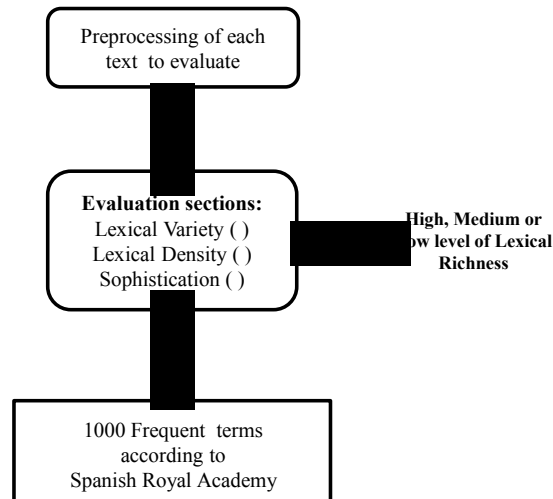 Preprocessing of each
text to evaluate
Evaluation sections:
Lexical Variety ( )
Lexical Density ( )
Sophistication ( )
High, Medium or
ow level of Lexical
Richness
1000 Frequent terms
according to
Spanish Royal Academy